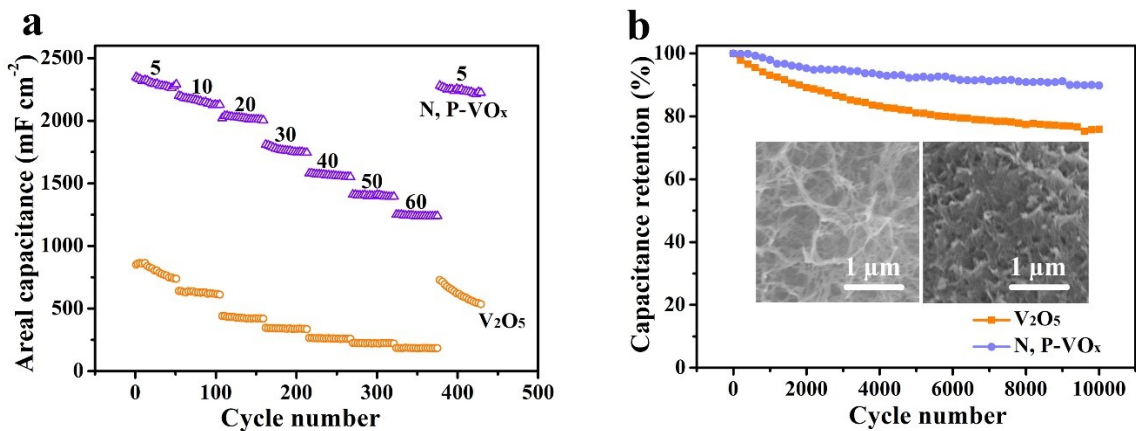 a
Areal capacitance (mF cm⁻²)
2500
2000
1500
1000
500
0
5
10
20
30
40
50
60
5
N, P-VOₓ
V₂O₅
0
100
200
300
400
500
Cycle number
b
Capacitance retention (%)
100
80
60
40
20
0
1 µm
1 µm
V₂O₅
N, P-VOₓ
0
2000
4000
6000
8000
10000
Cycle number